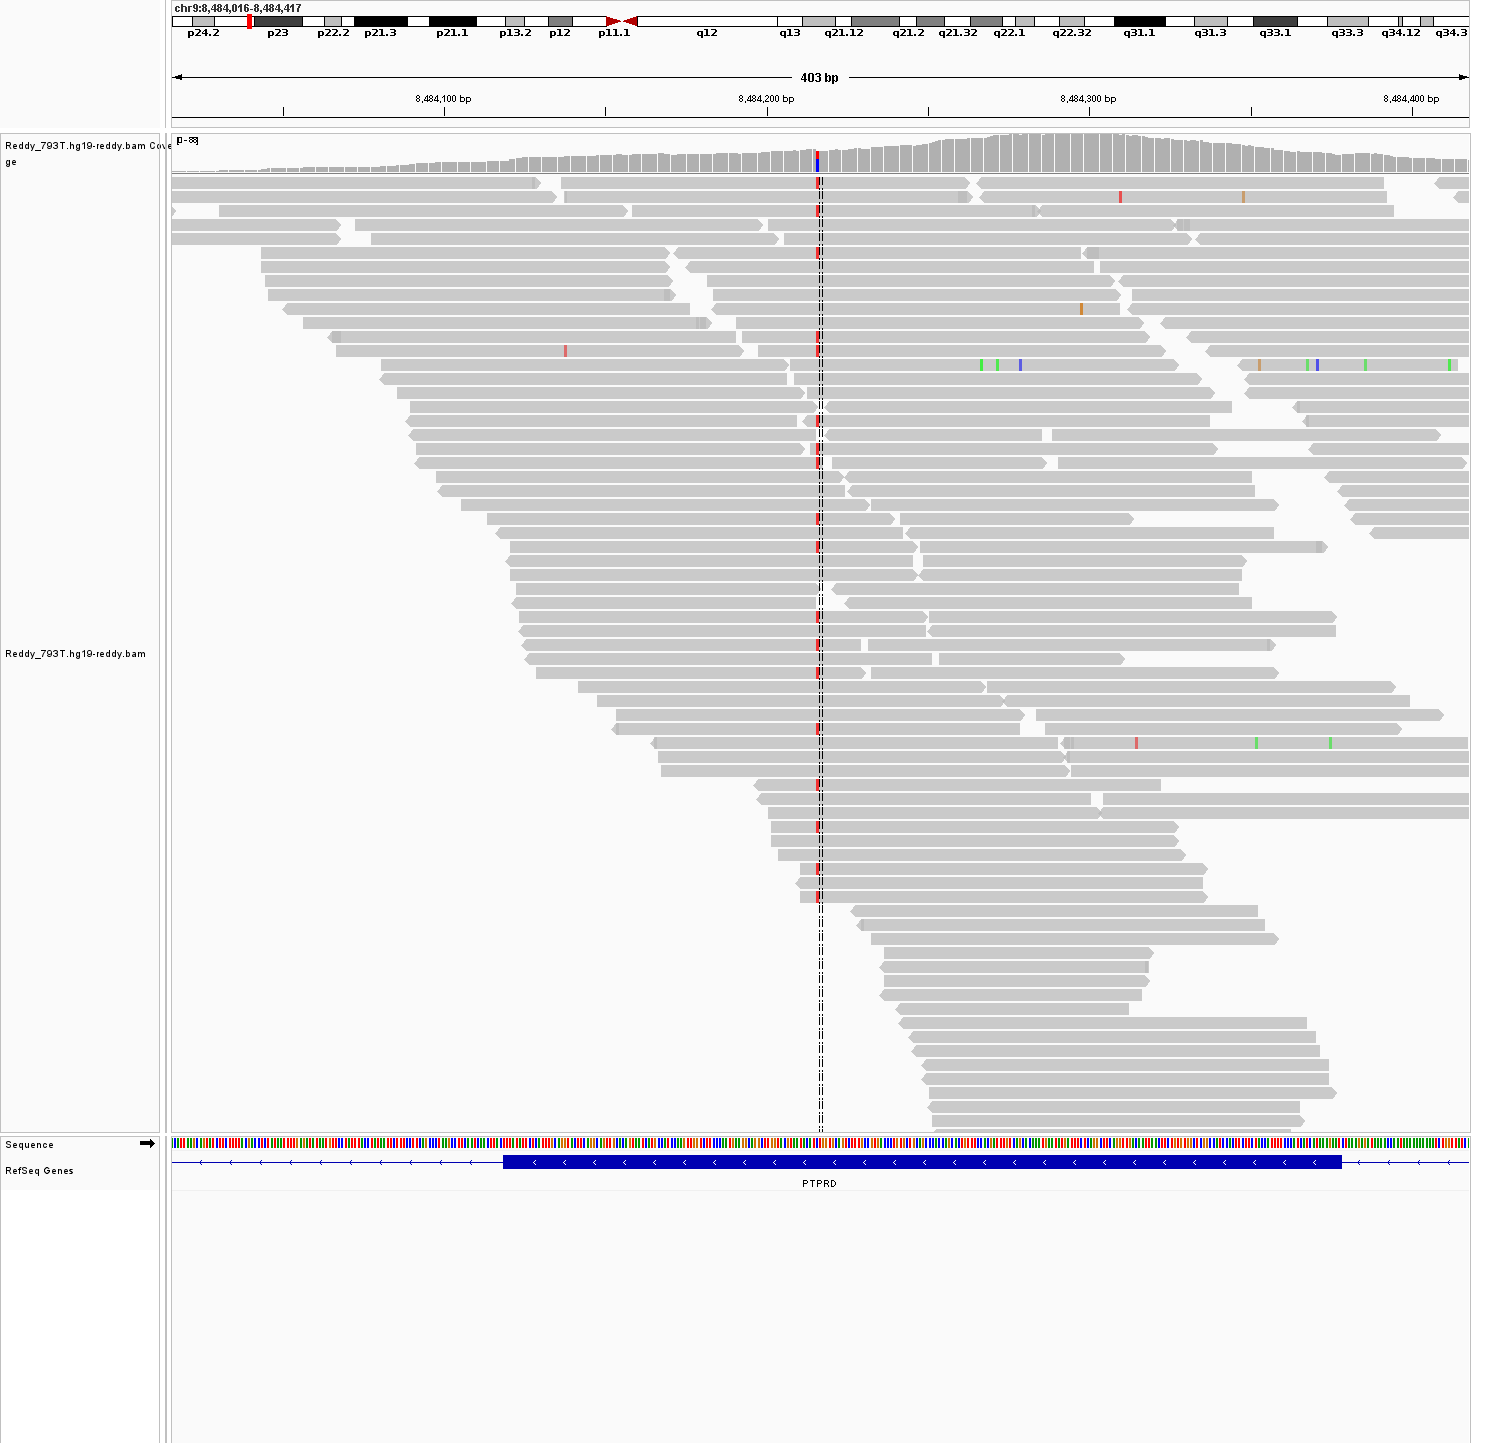 chr9:8,484,016-8,484,417
p24.2 p23 p22.2 p21.3 p21.1 p13.2 p12 p11.1 q12 q13 q21.12 q21.2 q21.32 q22.1 q22.32 q31.1 q31.3 q33.1 q33.3 q34.12 q34.3
403 bp
8,484,100 bp 8,484,200 bp 8,484,300 bp 8,484,400 bp
Reddy_793T.hg19-reddy.bam Cove
ge
[0 - 88]
Reddy_793T.hg19-reddy.bam
Sequence
RefSeq Genes
PTPRD